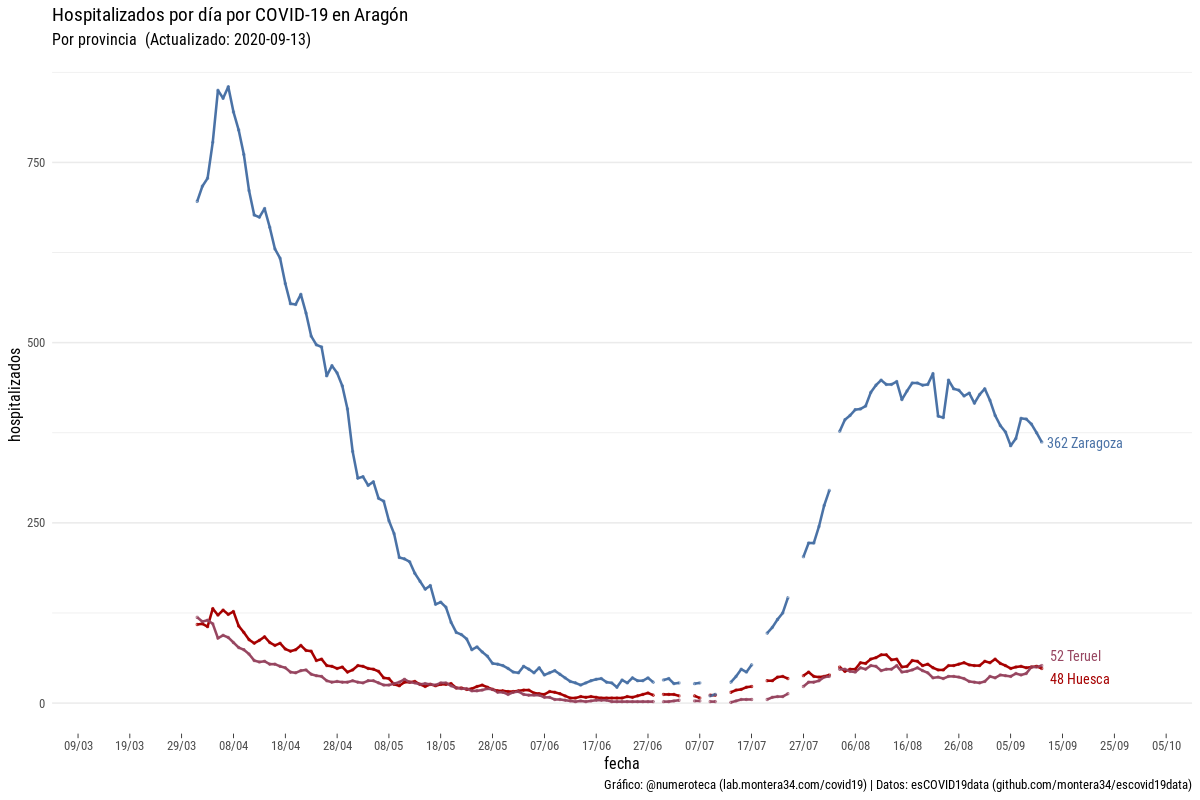 Hospitalizados por día por COVID-19 en Aragón
Por provincia  (Actualizado: 2020-09-13)
hospitalizados
750
500
250
0
362 Zaragoza
52 Teruel
48 Huesca
09/03 19/03 29/03 08/04 18/04 28/04 08/05 18/05 28/05 07/06 17/06 27/06 07/07 17/07 27/07 06/08 16/08 26/08 05/09 15/09 25/09 05/10
fecha
Gráfico: @numeroteca (lab.montera34.com/covid19) | Datos: esCOVID19data (github.com/montera34/escovid19data)